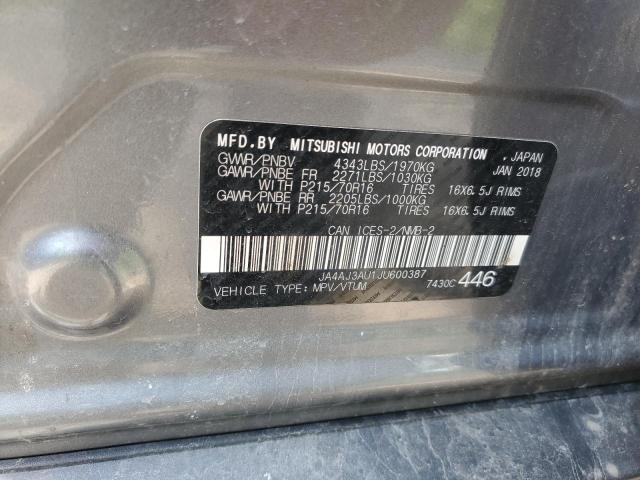 MFD.BY MITSUBISHI MOTORS CORPORATION, JAPAN
GVWR/PNBV 4343LBS/1970KG JAN 2018
GAWR/PNBE FR 2271LBS/1030KG
WITH P215/70R16 TIRES 16X6.5J RIMS
GAWR/PNBE RR 2205LBS/1000KG
WITH P215/70R16 TIRES 16X6.5J RIMS
CAN ICES-2/NMB-2
JA4AJ3AU1JU600387
VEHICLE TYPE: MPV/VTUM 7430C 446